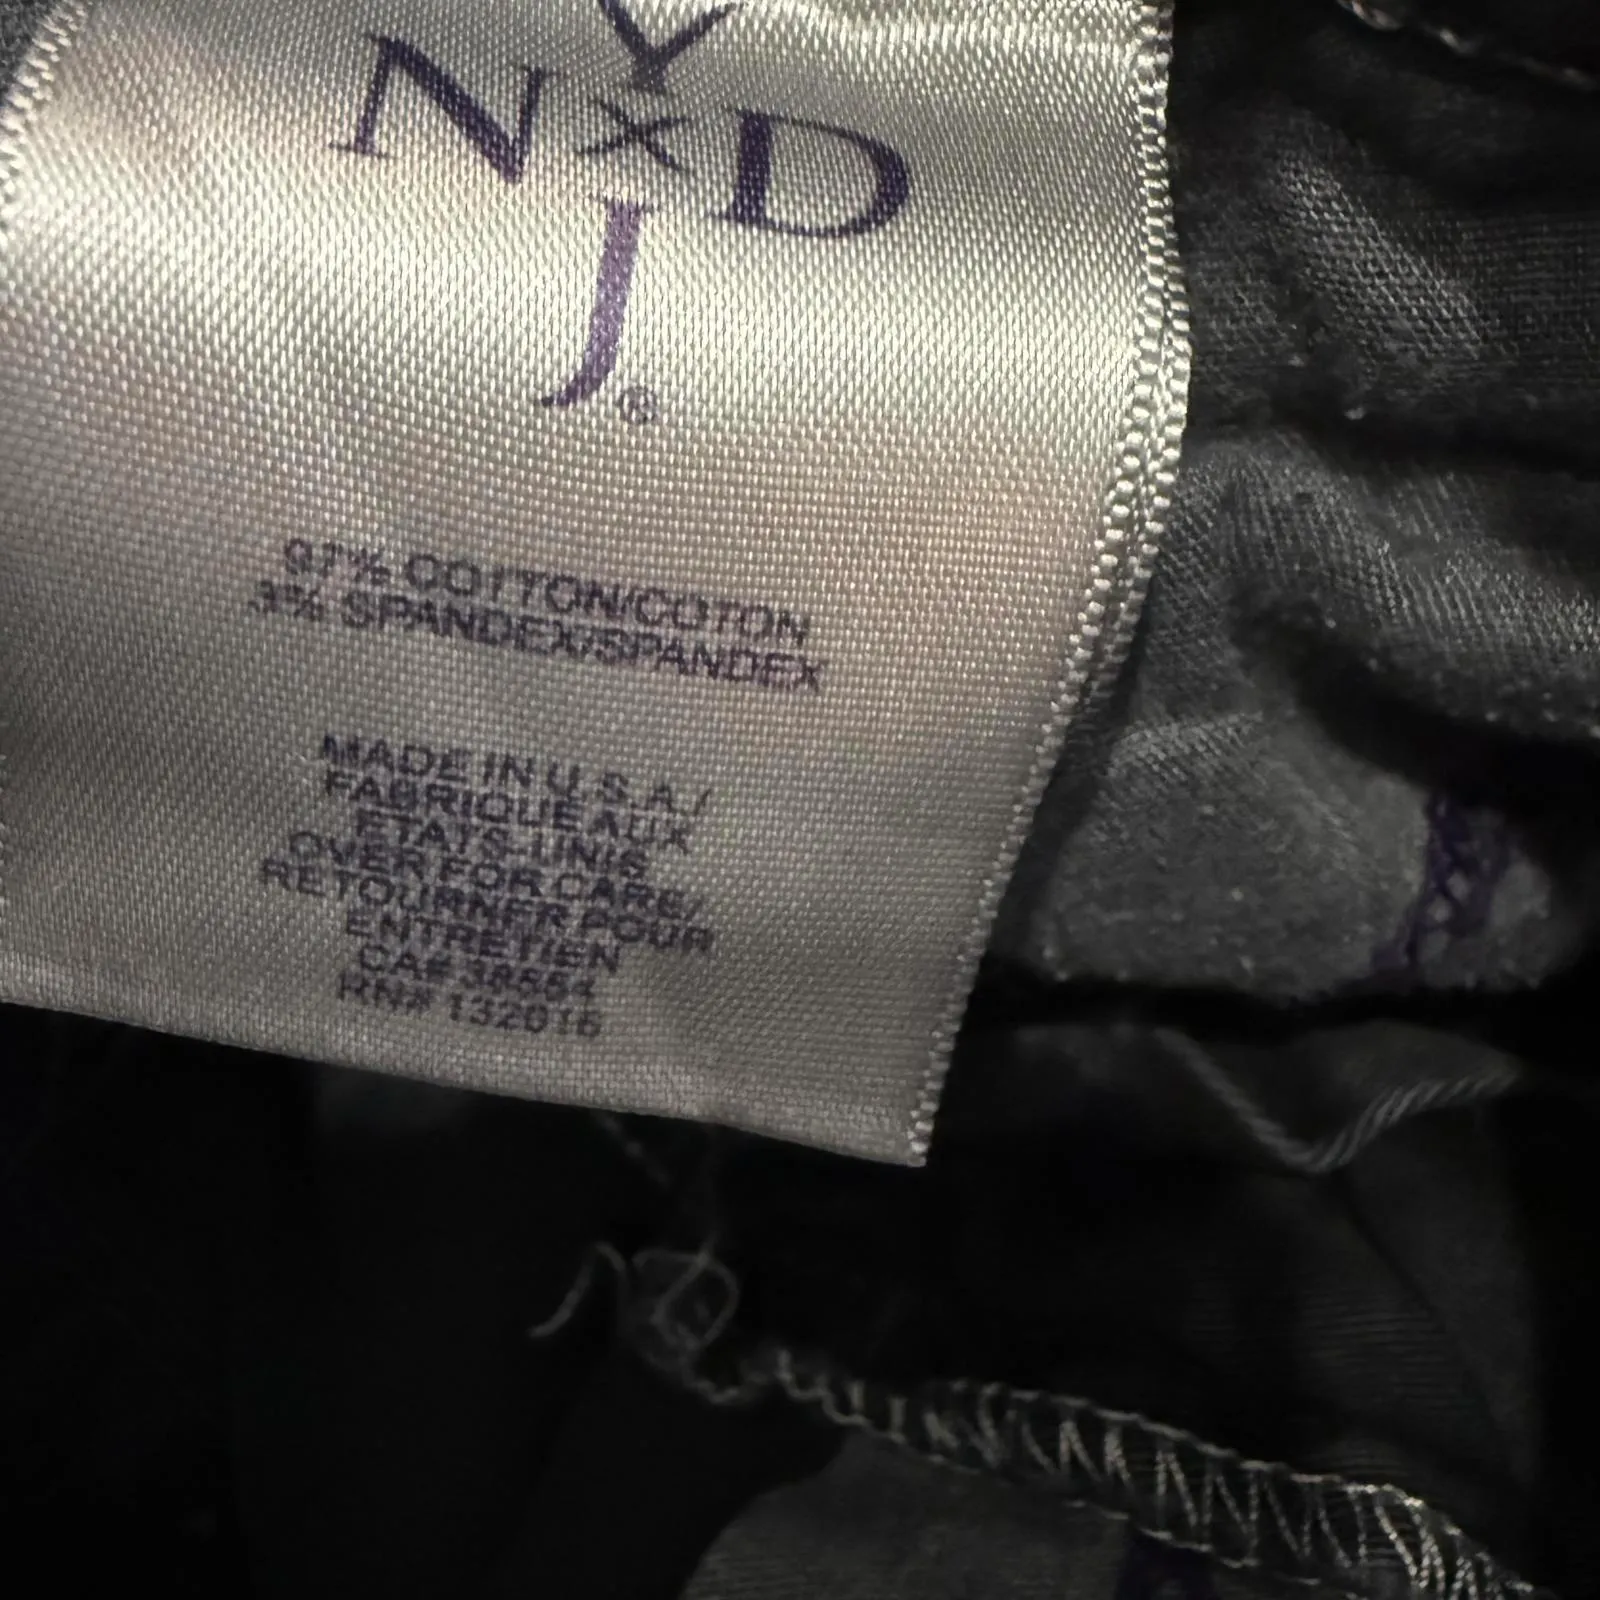 Y
N x D
J®
97% COTTON/COTON
3% SPANDEX/SPANDEX
MADE IN U.S.A./
FABRIQUE AUX
ETATS-UNIS
OVER FOR CARE/
RETOURNER POUR
ENTRETIEN
CA# 38554
RN# 132016